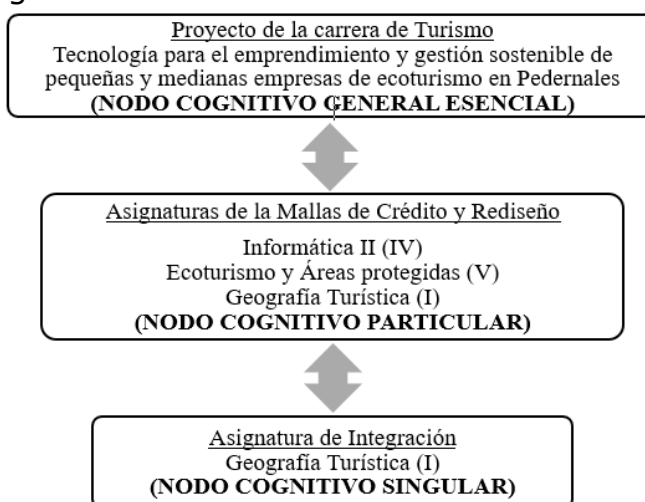 Proyecto de la carrera de Turismo
Tecnología para el emprendimiento y gestión sostenible de
pequeñas y medianas empresas de ecoturismo en Pedernales
(NODO COGNITIVO GENERAL ESENCIAL)
Asignaturas de la Mallas de Crédito y Rediseño
Informática II (IV)
Ecoturismo y Áreas protegidas (V)
Geografía Turística (I)
(NODO COGNITIVO PARTICULAR)
Asignatura de Integración
Geografía Turística (I)
(NODO COGNITIVO SINGULAR)